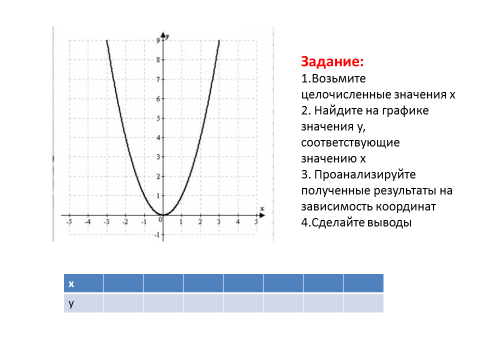 y
9
8
7
6
5
4
3
2
1
x
-5 -4 -3 -2 -1 0 1 2 3 4 5
-1
Задание:
1.Возьмите
целочисленные значения x
2. Найдите на графике
значения y,
соответствующие
значению x
3. Проанализируйте
полученные результаты на
зависимость координат
4.Сделайте выводы
x
y